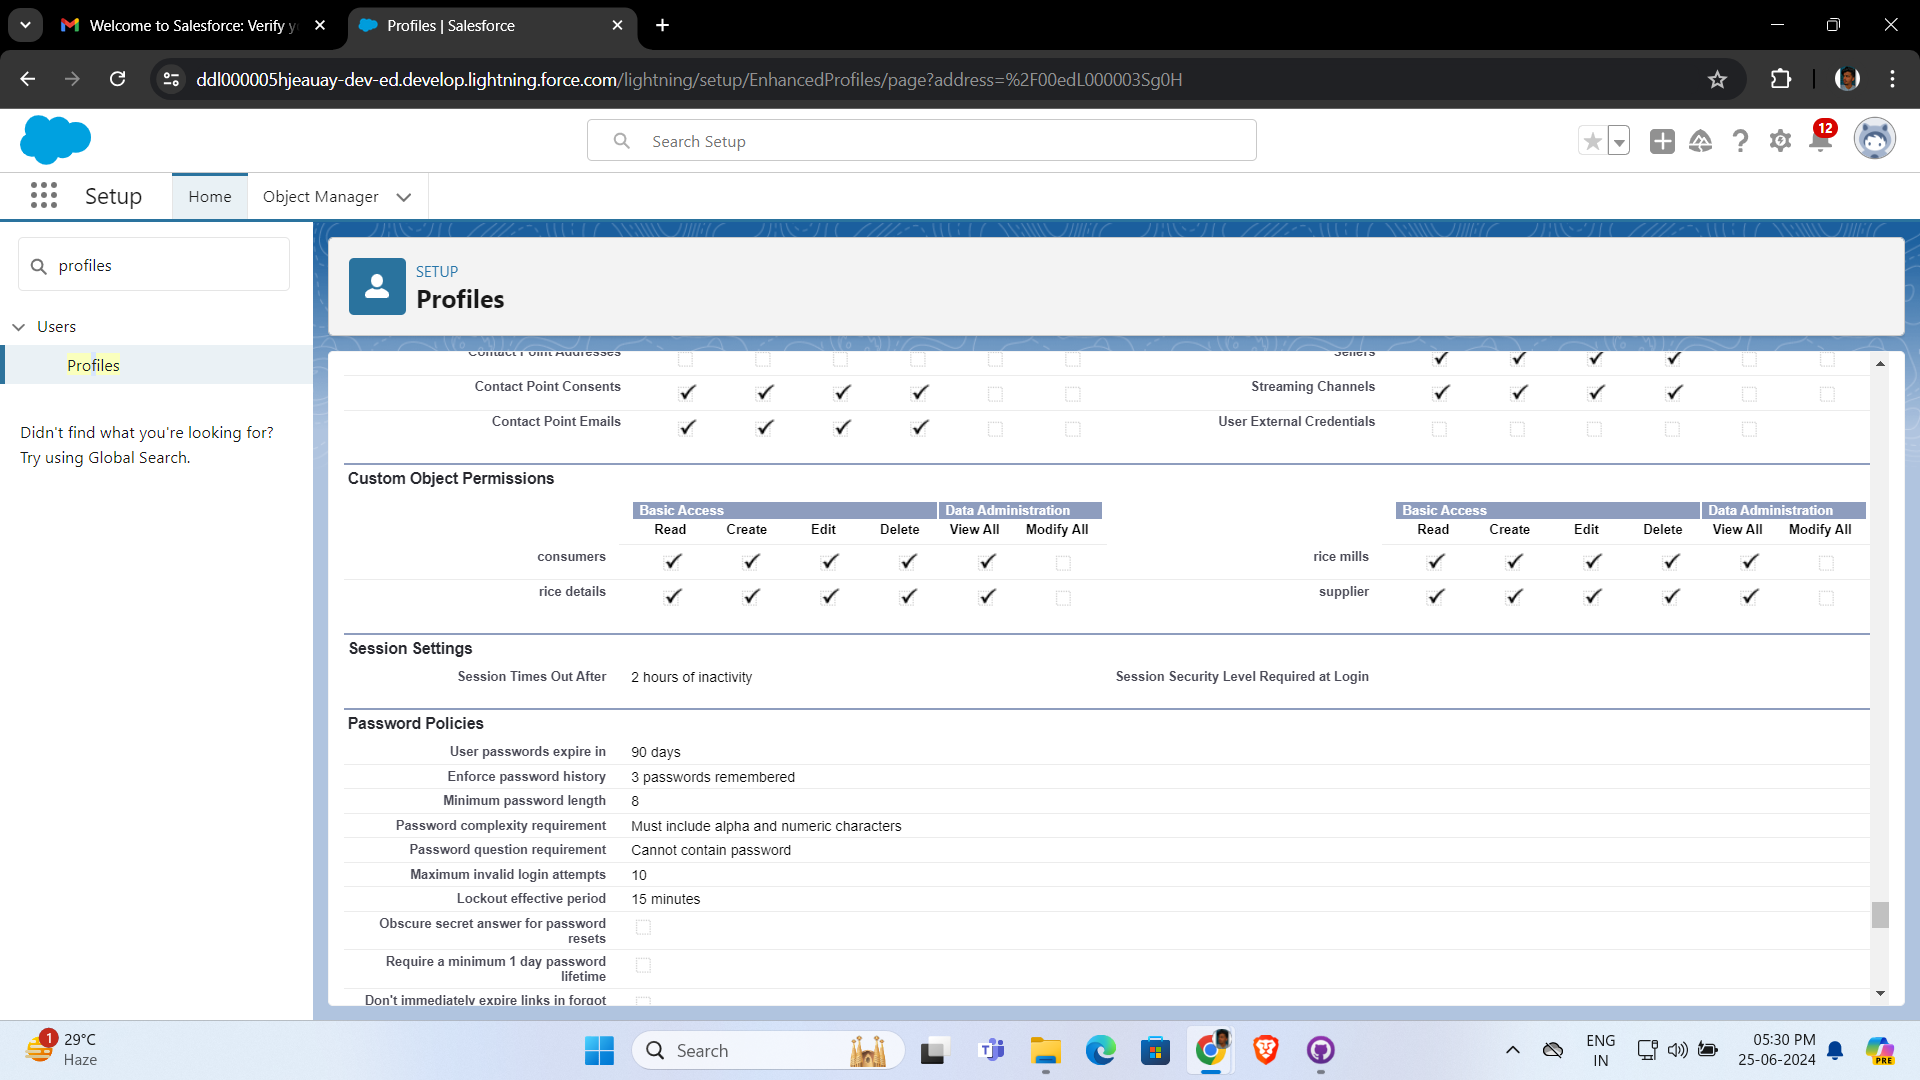 Welcome to Salesforce: Verify y
Profiles | Salesforce
ddl000005hjeauay-dev-ed.develop.lightning.force.com/lightning/setup/EnhancedProfiles/page?address=%2F00edL000003Sg0H
Search Setup
12
Setup
Home
Object Manager
profiles
Users
Profiles
Didn't find what you're looking for?
Try using Global Search.
SETUP
Profiles
Contact Point Addresses
Sellers
Contact Point Consents
Streaming Channels
Contact Point Emails
User External Credentials
Custom Object Permissions
Basic Access Data Administration Basic Access Data Administration
Read Create Edit Delete View All Modify All Read Create Edit Delete View All Modify All
consumers rice mills
rice details supplier
Session Settings
Session Times Out After 2 hours of inactivity Session Security Level Required at Login
Password Policies
User passwords expire in 90 days
Enforce password history 3 passwords remembered
Minimum password length 8
Password complexity requirement Must include alpha and numeric characters
Password question requirement Cannot contain password
Maximum invalid login attempts 10
Lockout effective period 15 minutes
Obscure secret answer for password
resets
Require a minimum 1 day password
lifetime
Don't immediately expire links in forgot
1
29°C
Haze
Search
ENG
IN
05:30 PM
25-06-2024
PRE